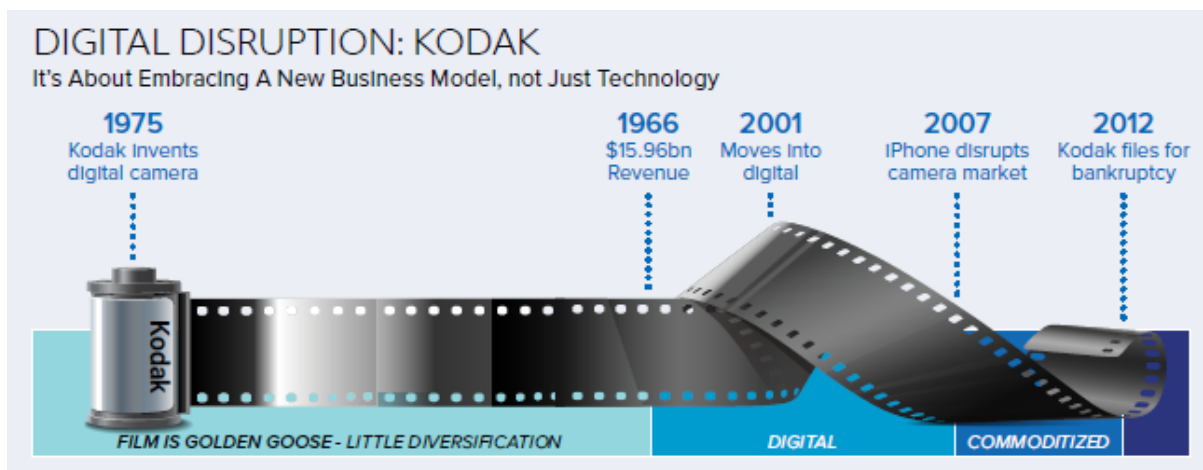 DIGITAL DISRUPTION: KODAK
It's About Embracing A New Business Model, not Just Technology
1975
Kodak invents
digital camera
1966
$15.96bn
Revenue
2001
Moves into
digital
2007
iPhone disrupts
camera market
2012
Kodak files for
bankruptcy
Kodak
FILM IS GOLDEN GOOSE - LITTLE DIVERSIFICATION
DIGITAL
COMMODITIZED